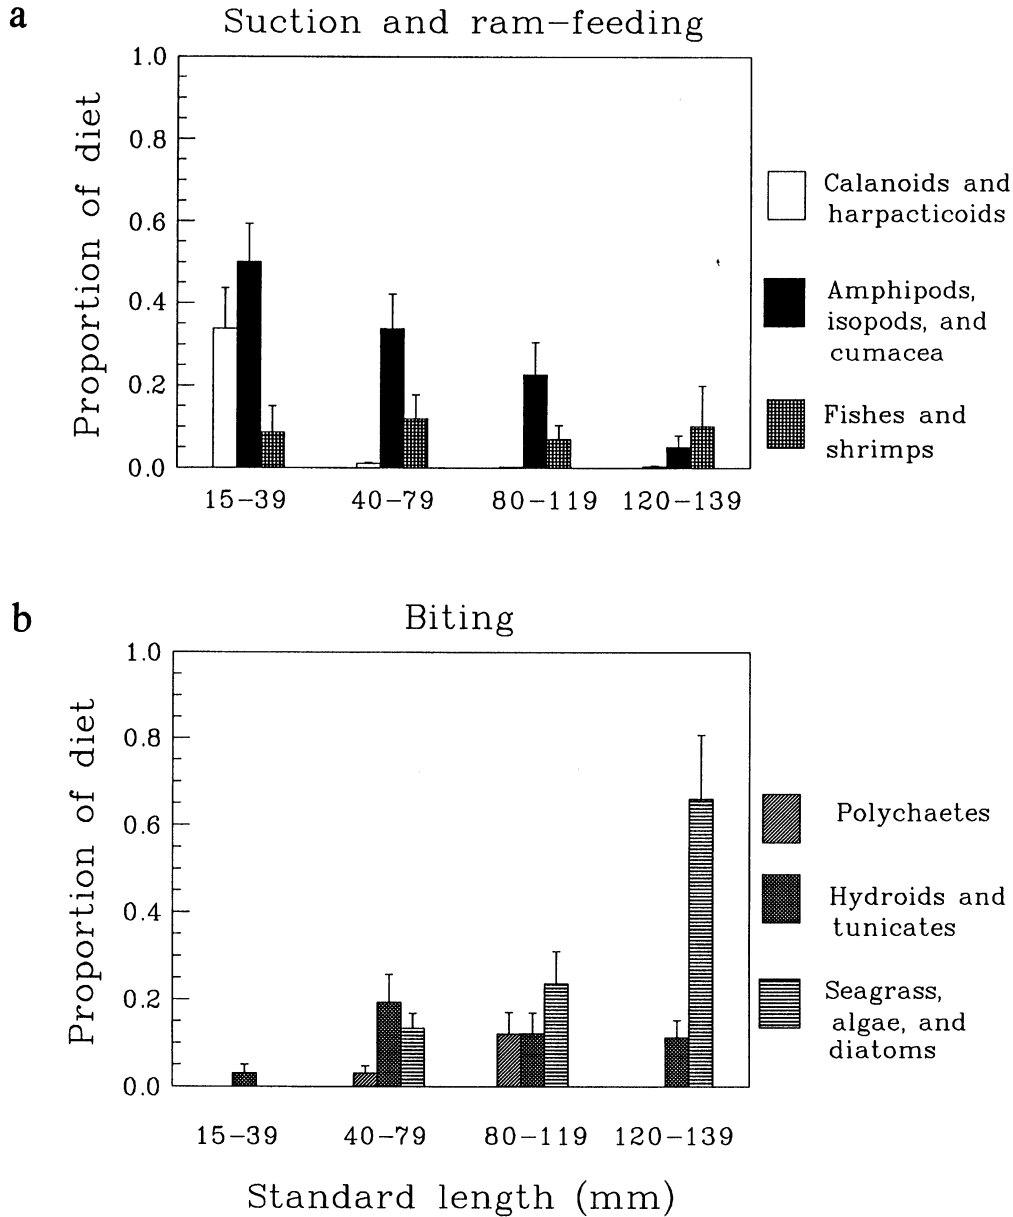 a
Suction and ram-feeding
Proportion of diet
1.0
0.8
0.6
0.4
0.2
0.0
15-39 40-79 80-119 120-139
Calanoids and
harpacticoids
Amphipods,
isopods, and
cumacea
Fishes and
shrimps
b
Biting
Proportion of diet
1.0
0.8
0.6
0.4
0.2
0.0
15-39 40-79 80-119 120-139
Standard length (mm)
Polychaetes
Hydroids and
tunicates
Seagrass,
algae, and
diatoms